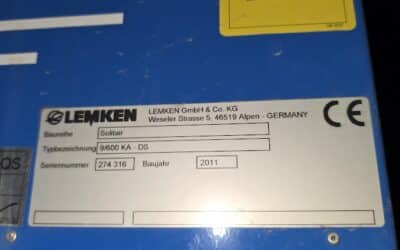 LEMKEN
LEMKEN GmbH & Co. KG
Weseler Strasse 5, 46519 Alpen - GERMANY
CE
Baureihe Solitair
Typbezeichnung 9/600 KA - DS
Seriennummer 274 316 Baujahr 2011
OS